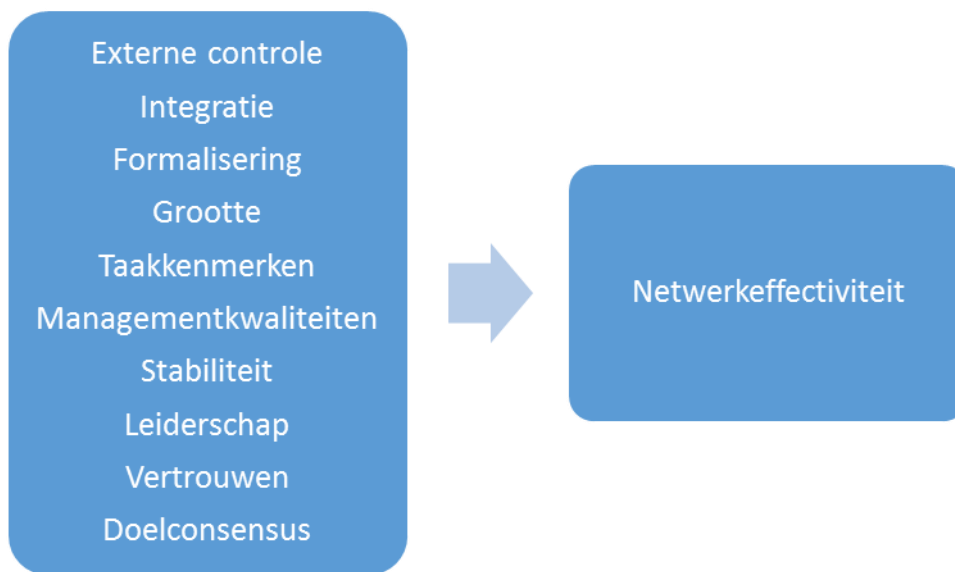 Externe controle
Integratie
Formalisering
Grootte
Taakkenmerken
Managementkwaliteiten
Stabiliteit
Leiderschap
Vertrouwen
Doelconsensus
Netwerkeffectiviteit